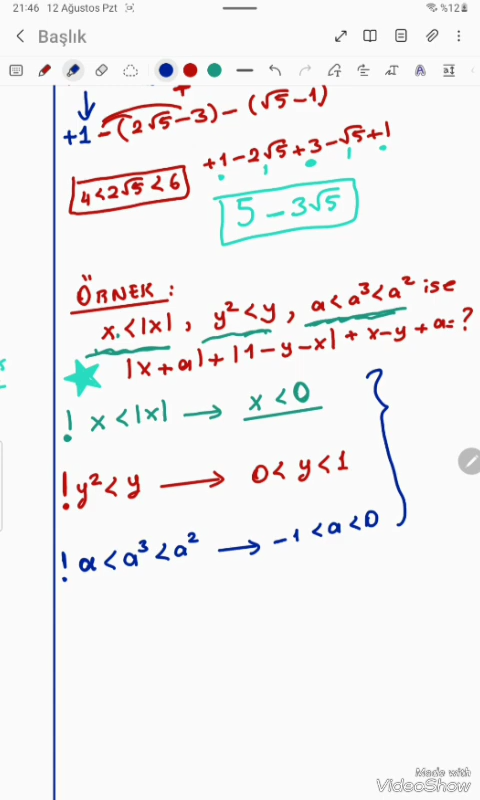 21:46 12 Ağustos Pzt %12
Başlık
+
+1 -(2√5-3)-(√5-1)
+1-2√5+3-√5+1
4<2√5<6
5-3√5
ÖRNEK:
x<|x|, y²<y, a<a³<a² ise
|x+a|+|1-y-x|+x-y+a=?
! x<|x| → x<0
! y²<y → 0<y<1
! a<a³<a² → -1<a<0
Made with
VideoShow